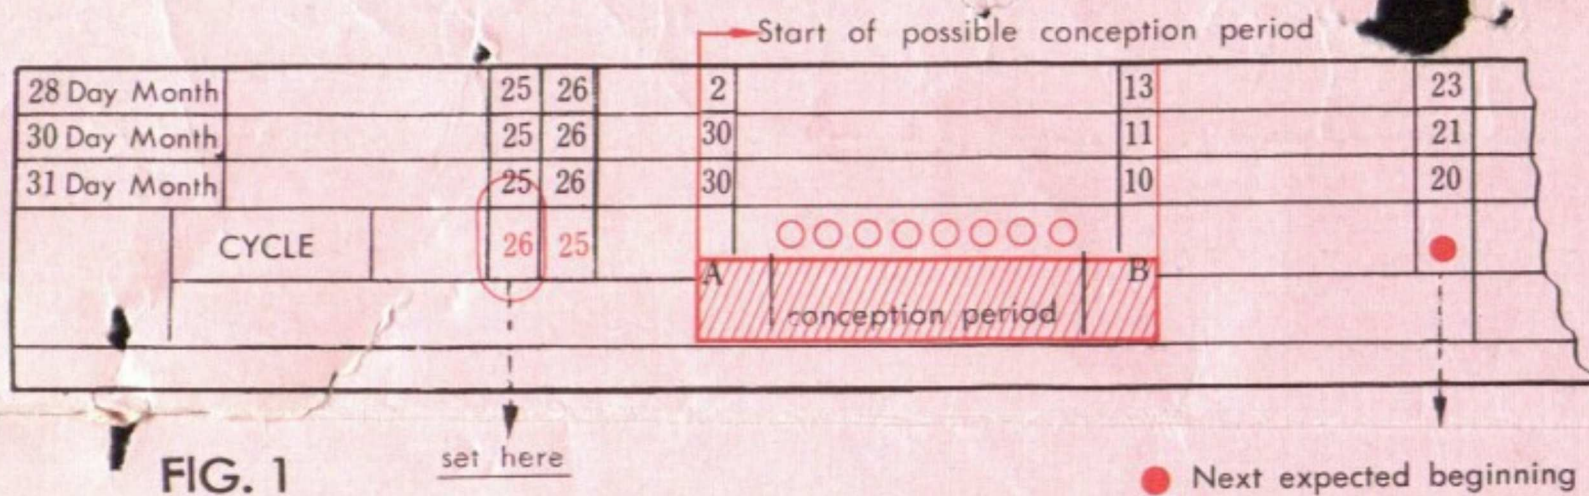 Start of possible conception period
28 Day Month 25 26 2 13 23
30 Day Month 25 26 30 11 21
31 Day Month 25 26 30 10 20
CYCLE 26 25
A B
conception period
set here
FIG. 1
Next expected beginning